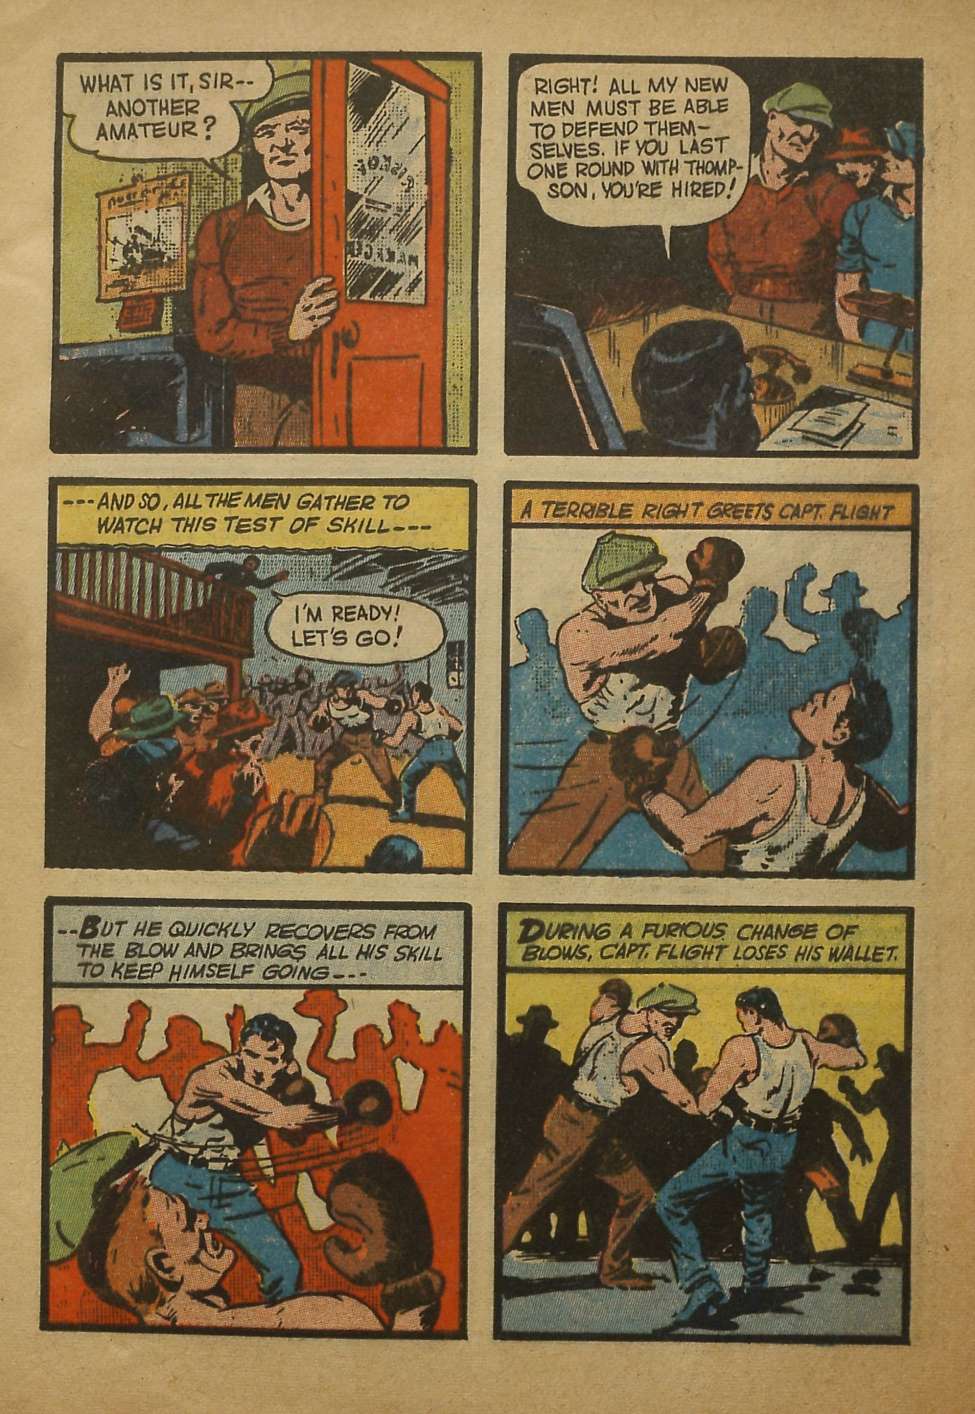 WHAT IS IT, SIR--
ANOTHER
AMATEUR?
RIGHT! ALL MY NEW
MEN MUST BE ABLE
TO DEFEND THEM-
SELVES. IF YOU LAST
ONE ROUND WITH THOMP-
SON, YOU'RE HIRED!
---AND SO, ALL THE MEN GATHER TO
WATCH THIS TEST OF SKILL---
I'M READY!
LET'S GO!
A TERRIBLE RIGHT GREETS CAPT. FLIGHT
--BUT HE QUICKLY RECOVERS FROM
THE BLOW AND BRINGS ALL HIS SKILL
TO KEEP HIMSELF GOING---
DURING A FURIOUS CHANGE OF
BLOWS, CAPT. FLIGHT LOSES HIS WALLET.